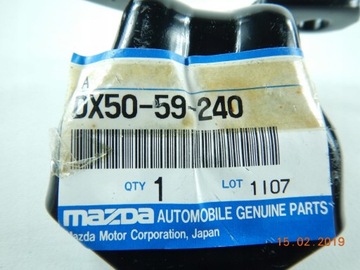 A
DX50-59-240
QTY 1 LOT 1107
mazda AUTOMOBILE GENUINE PARTS
Mazda Motor Corporation, Japan
15.02.2019